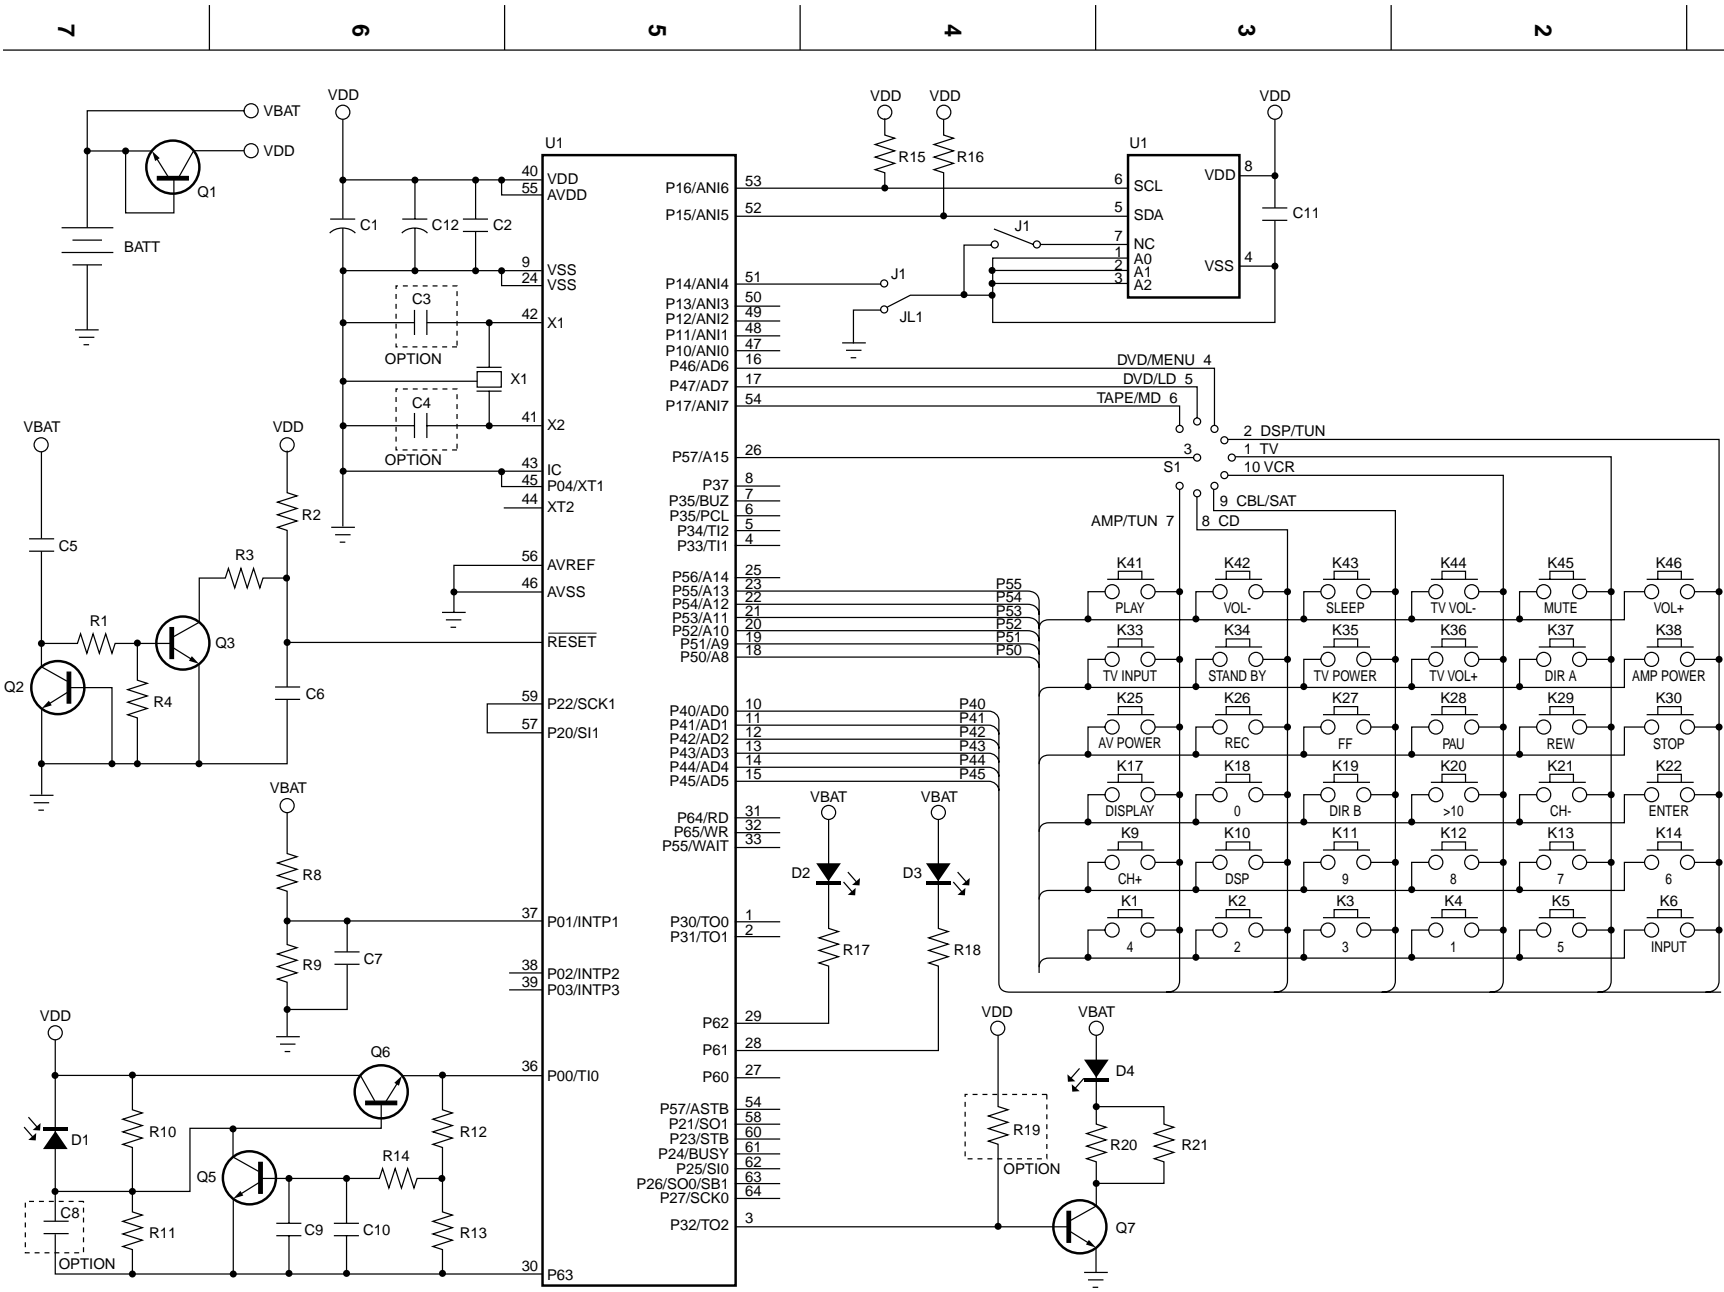 7 6 5 4 3 2
VBAT
VDD
Q1
BATT
VDD
C1 C12 C2
C3
OPTION
X1
C4
OPTION
VBAT
C5
VDD
R2
R3
R1
Q3
Q2
R4
C6
VBAT
R8
R9
C7
VDD
Q6
D1
R10
R12
R14
Q5
C8
OPTION
R11
C9
C10
R13
U1
40 VDD
55 AVDD
9 VSS
24 VSS
42 X1
41 X2
43 IC
45 P04/XT1
44 XT2
56 AVREF
46 AVSS
RESET
59 P22/SCK1
57 P20/SI1
37 P01/INTP1
38 P02/INTP2
39 P03/INTP3
36 P00/TI0
30 P63
P16/ANI6 53
P15/ANI5 52
P14/ANI4 51
P13/ANI3 50
P12/ANI2 49
P11/ANI1 48
P10/ANI0 47
P46/AD6 16
P47/AD7 17
P17/ANI7 54
P57/A15 26
P37 8
P35/BUZ 7
P35/PCL 6
P34/TI2 5
P33/TI1 4
P56/A14 25
P55/A13 23 P55
P54/A12 22 P54
P53/A11 21 P53
P52/A10 20 P52
P51/A9 19 P51
P50/A8 18 P50
P40/AD0 10 P40
P41/AD1 11 P41
P42/AD2 12 P42
P43/AD3 13 P43
P44/AD4 14 P44
P45/AD5 15 P45
P64/RD 31
P65/WR 32
P55/WAIT 33
P30/TO0 1
P31/TO1 2
P62 29
P61 28
P60 27
P57/ASTB 54
P21/SO1 58
P23/STB 60
P24/BUSY 61
P25/SI0 62
P26/SO0/SB1 63
P27/SCK0 64
P32/TO2 3
VDD VDD
R15 R16
VDD
U1
6 SCL
5 SDA
7 NC
1 A0
2 A1
3 A2
VDD 8
VSS 4
C11
J1
J1
JL1
DVD/MENU 4
DVD/LD 5
TAPE/MD 6
2 DSP/TUN
1 TV
10 VCR
3
S1
9 CBL/SAT
AMP/TUN 7
8 CD
K41 K42 K43 K44 K45 K46
PLAY VOL- SLEEP TV VOL- MUTE VOL+
K33 K34 K35 K36 K37 K38
TV INPUT STAND BY TV POWER TV VOL+ DIR A AMP POWER
K25 K26 K27 K28 K29 K30
AV POWER REC FF PAU REW STOP
K17 K18 K19 K20 K21 K22
DISPLAY 0 DIR B >10 CH- ENTER
K9 K10 K11 K12 K13 K14
CH+ DSP 9 8 7 6
K1 K2 K3 K4 K5 K6
4 2 3 1 5 INPUT
VBAT VBAT
D2 D3
R17 R18
VDD
R19
OPTION
VBAT
D4
R20 R21
Q7